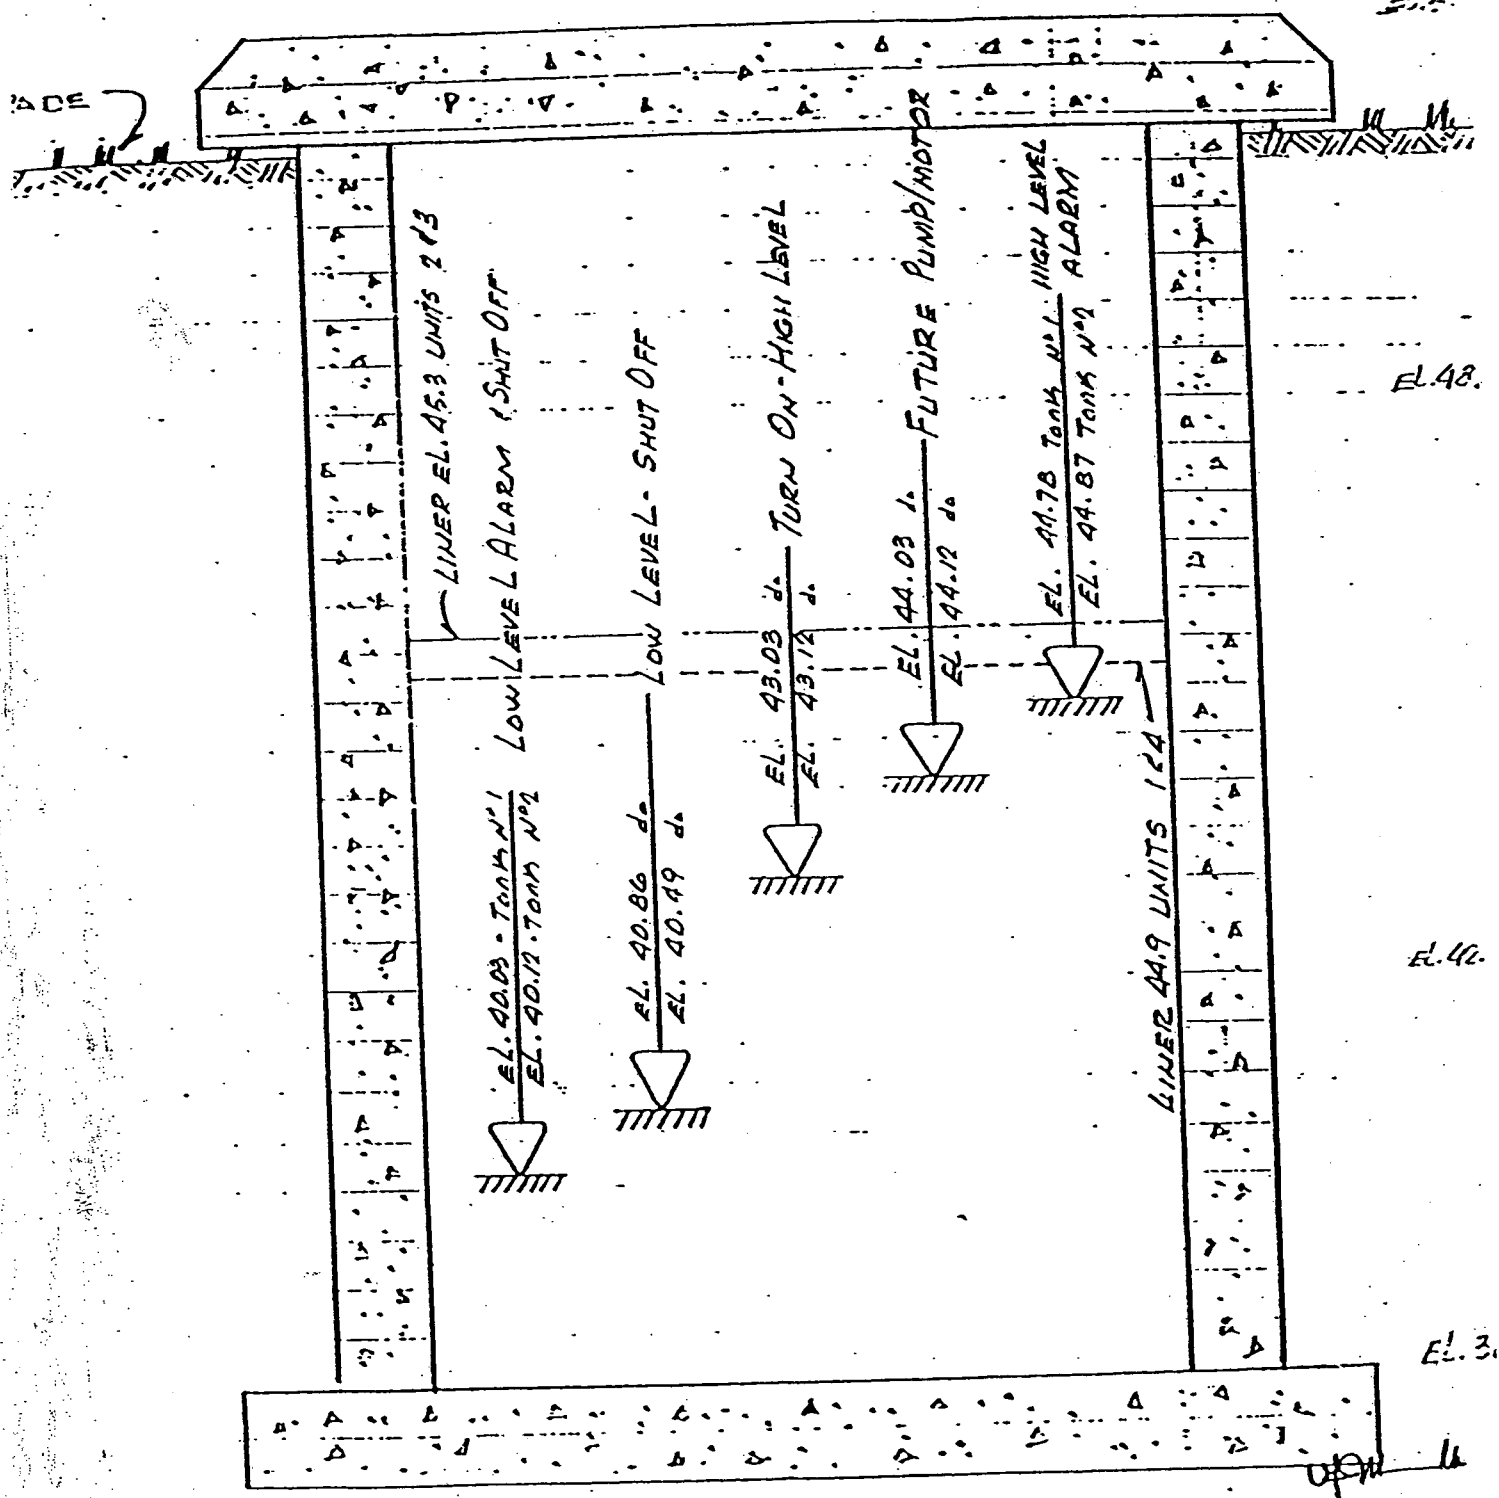 ADE
LINER EL. 45.3 UNITS 2 & 3
LOW LEVEL ALARM & SHUT OFF
EL. 40.03 - TANK Nº 1
EL. 40.12 - TANK Nº 2
LOW LEVEL - SHUT OFF
EL. 40.86 do
EL. 40.49 do
TURN ON - HIGH LEVEL
EL. 43.03 do
EL. 43.12 do
FUTURE PUMP/MOTOR
EL. 44.03 do
EL. 44.12 do
HIGH LEVEL
ALARM
EL. 44.78 TANK Nº 1
EL. 44.87 TANK Nº 2
LINER 44.9 UNITS 1 & 4
EL. 48.
EL. 42.
EL. 3